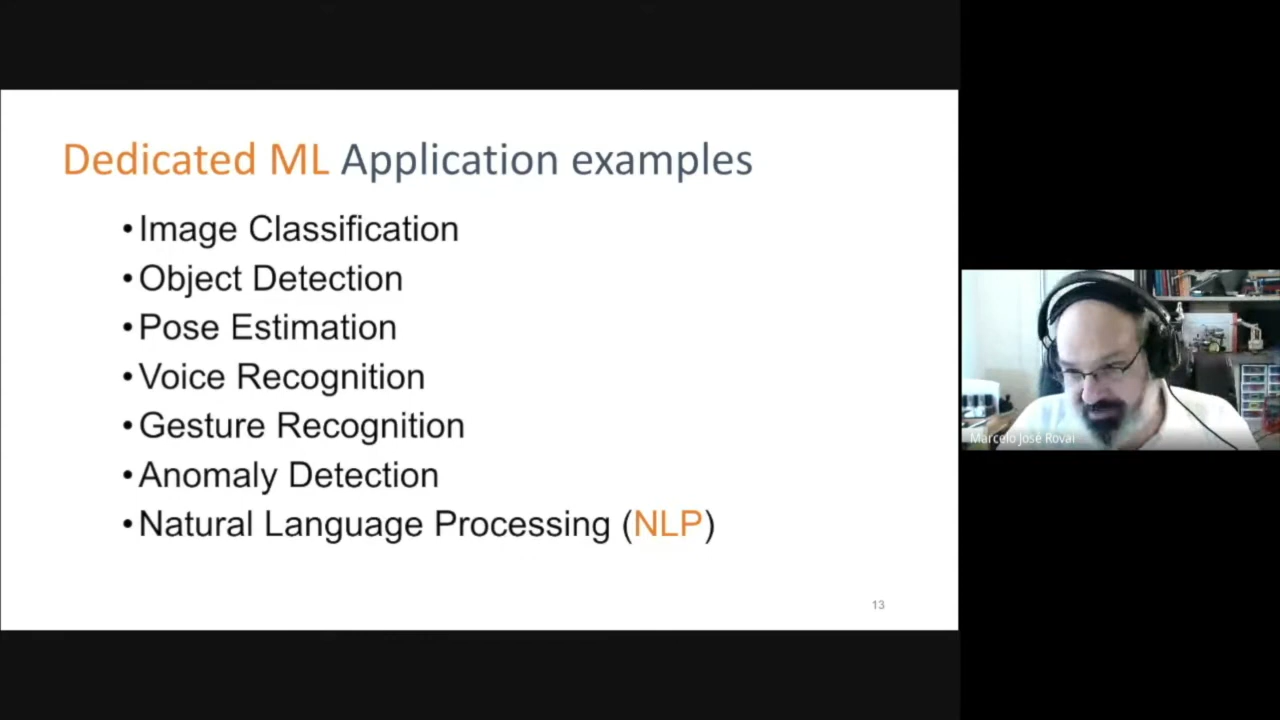 Dedicated ML Application examples
•Image Classification
•Object Detection
•Pose Estimation
•Voice Recognition
•Gesture Recognition
•Anomaly Detection
•Natural Language Processing (NLP)
13
Marcelo José Rovai